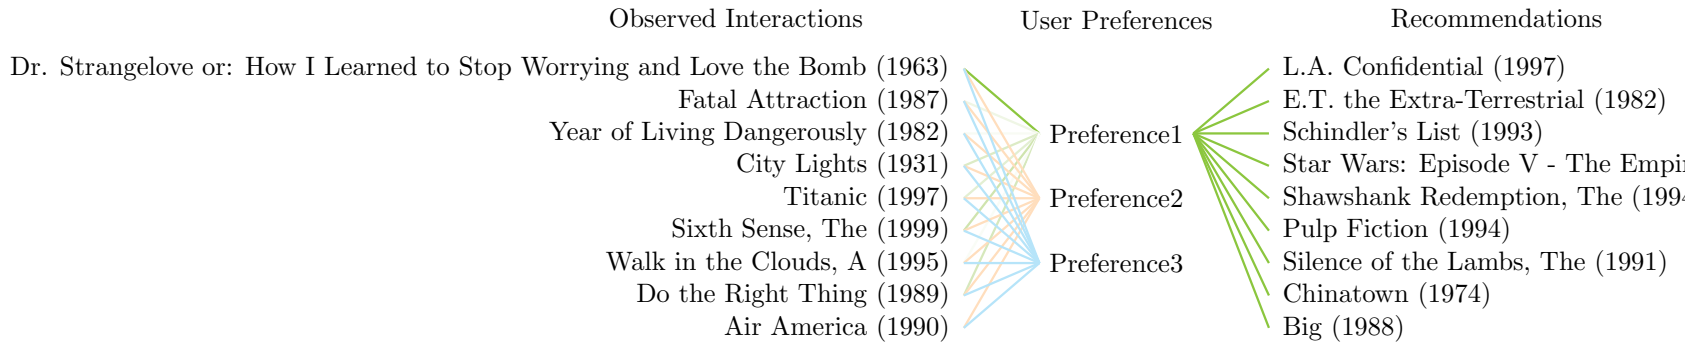 Observed Interactions
User Preferences
Recommendations
Dr. Strangelove or: How I Learned to Stop Worrying and Love the Bomb (1963)
Fatal Attraction (1987)
Year of Living Dangerously (1982)
City Lights (1931)
Titanic (1997)
Sixth Sense, The (1999)
Walk in the Clouds, A (1995)
Do the Right Thing (1989)
Air America (1990)
Preference1
Preference2
Preference3
L.A. Confidential (1997)
E.T. the Extra-Terrestrial (1982)
Schindler's List (1993)
Star Wars: Episode V - The
Shawshank Redemption, The (1994
Pulp Fiction (1994)
Silence of the Lambs, The (1991)
Chinatown (1974)
Big (1988)